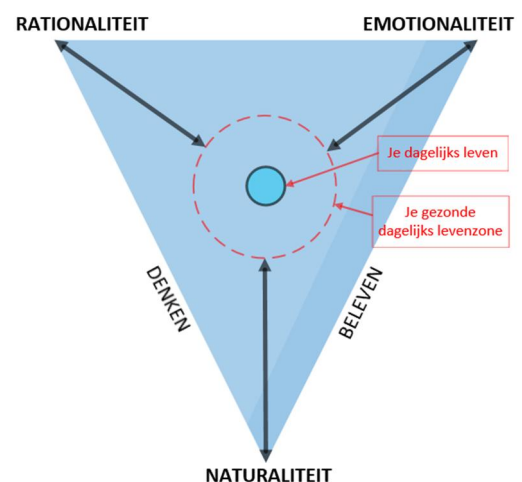 RATIONALITEIT
EMOTIONALITEIT
Je dagelijks leven
Je gezonde
dagelijks levenzone
DENKEN
BELEVEN
NATURALITEIT